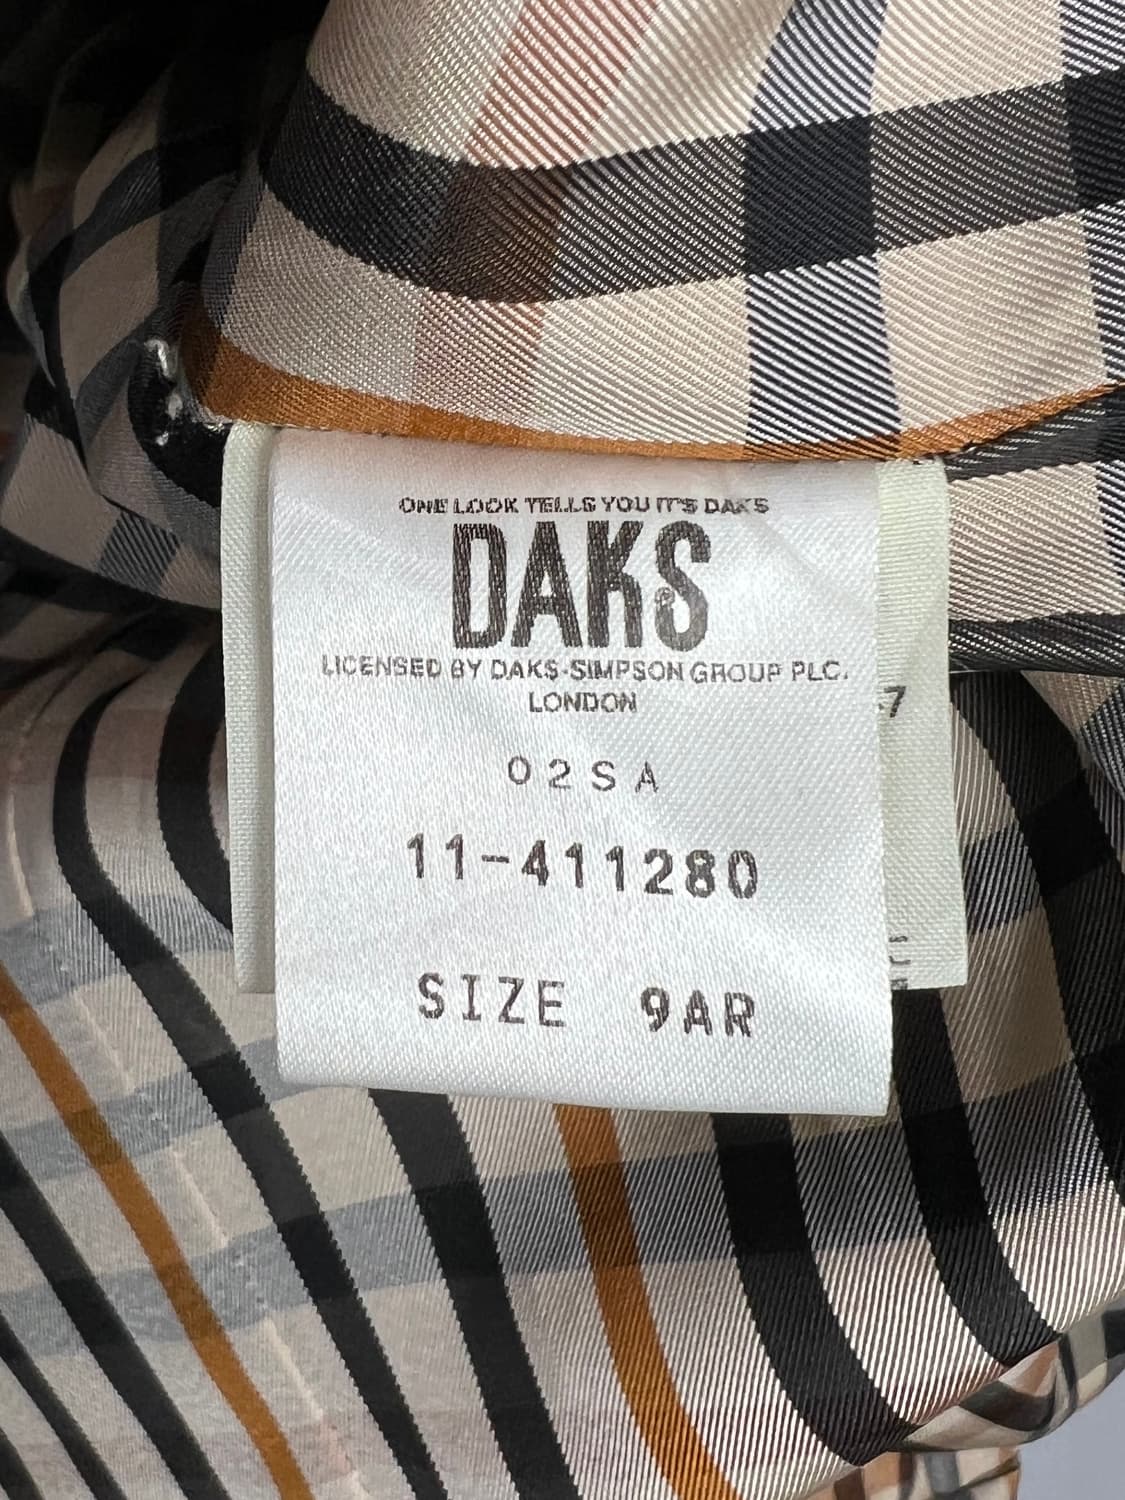 ONE LOOK TELLS YOU IT'S DAKS
DAKS®
LICENSED BY DAKS-SIMPSON GROUP PLC.
LONDON
02SA
11-411280
SIZE 9AR
7